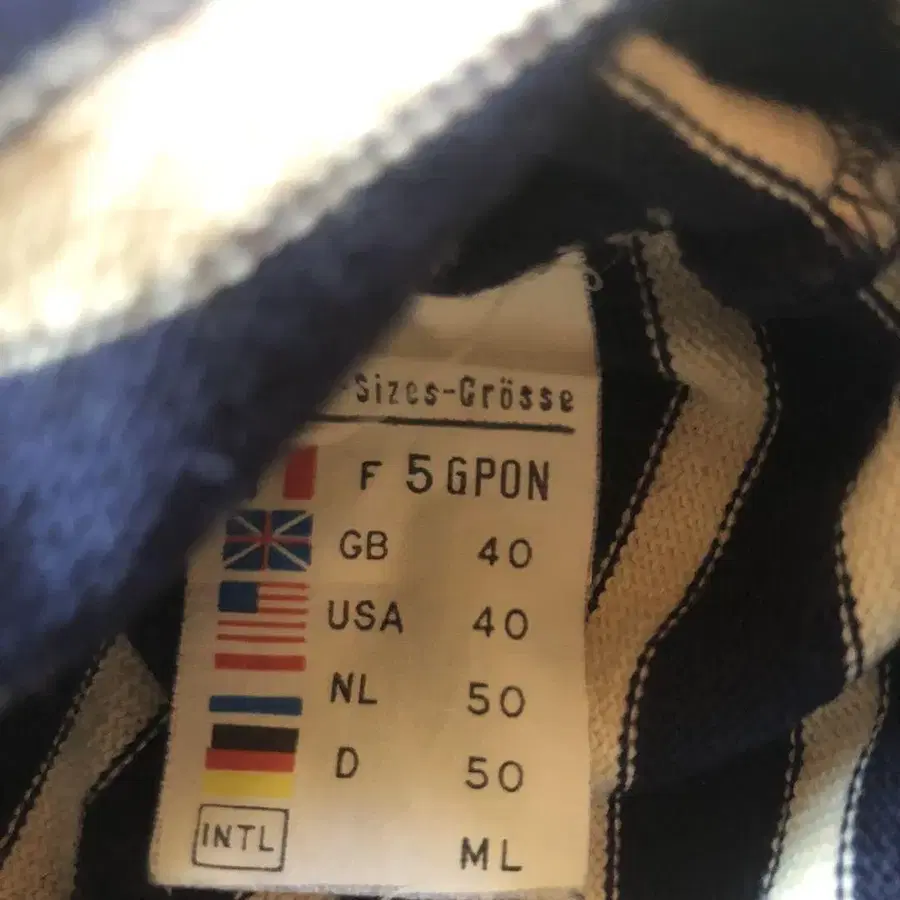 -Sizes-Grösse
F 5 GPON
GB 40
USA 40
NL 50
D 50
INTL ML